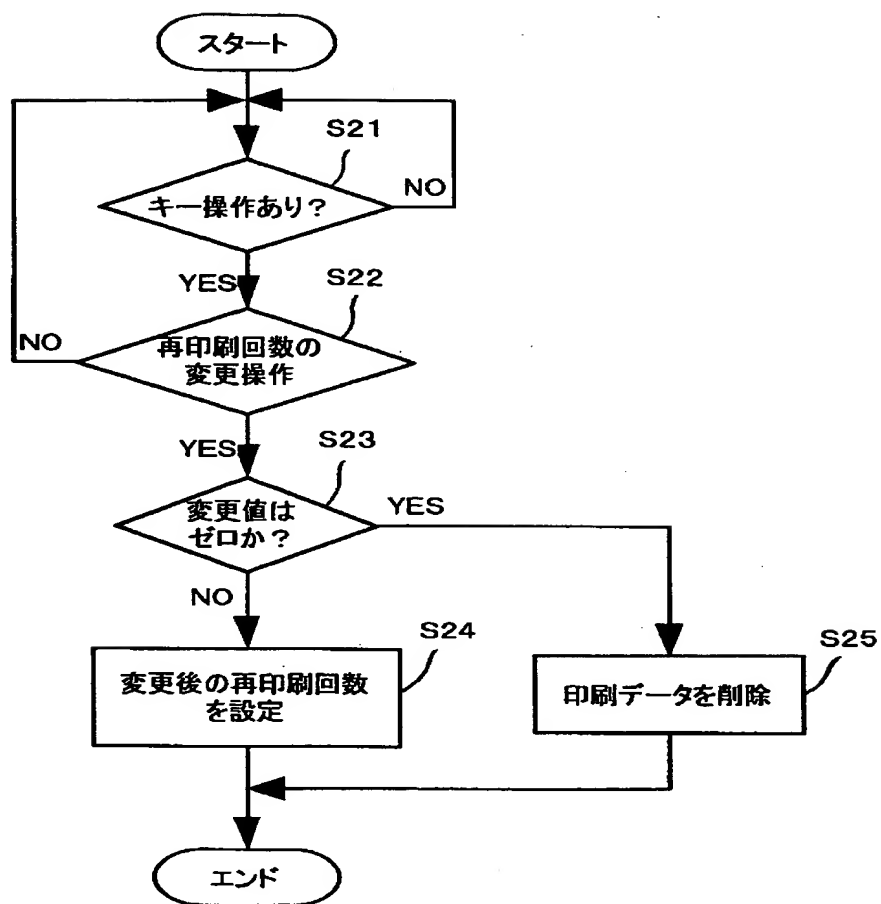 スタート
S21
キー操作あり？
NO
YES
S22
再印刷回数の
変更操作
NO
YES
S23
変更値は
ゼロか？
YES
NO
S24
変更後の再印刷回数
を設定
S25
印刷データを削除
エンド